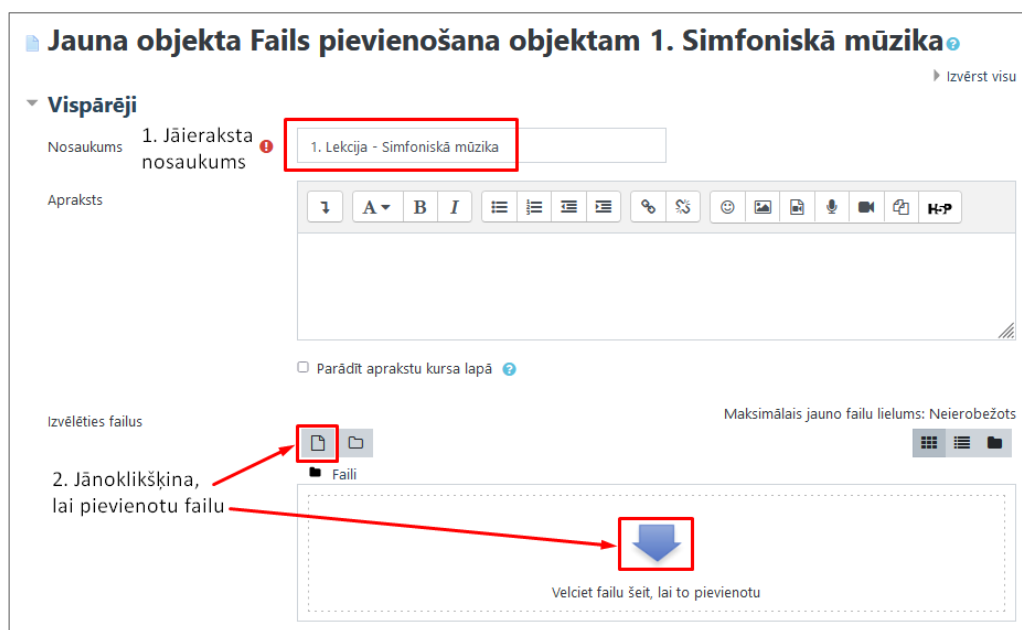 Jauna objekta Fails pievienošana objektam 1. Simfoniskā mūzika
Izvērst visu
Vispārēji
Nosaukums
1. Jāieraksta
nosaukums
1. Lekcija - Simfoniskā mūzika
Apraksts
A B I H-P
Parādīt aprakstu kursa lapā
Izvēlēties failus
Maksimālais jauno failu lielums: Neierobežots
2. Jānoklikšķina,
lai pievienotu failu
Faili
Velciet failu šeit, lai to pievienotu